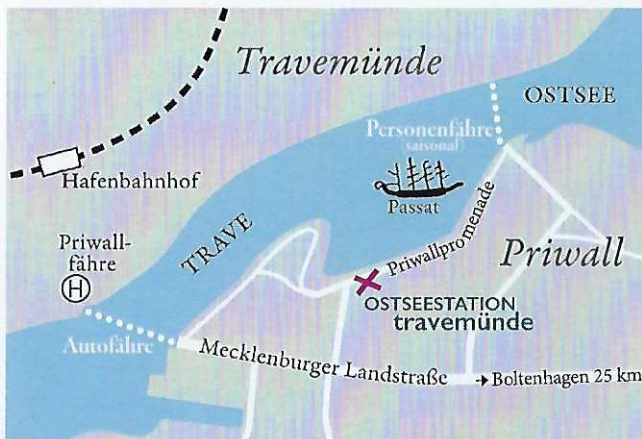 Travemünde
OSTSEE
Personenfähre
(saisonal)
Hafenbahnhof
Passat
TRAVE
Priwallpromenade
Priwall-
fähre
H
Priwall
OSTSEESTATION
travemünde
Autofähre
Mecklenburger Landstraße
→ Boltenhagen 25 km